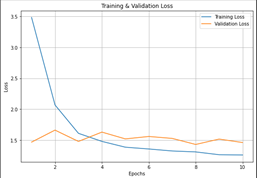 Training & Validation Loss
Training Loss
Validation Loss
3.5
3.0
2.5
2.0
1.5
Loss
2 4 6 8 10
Epochs